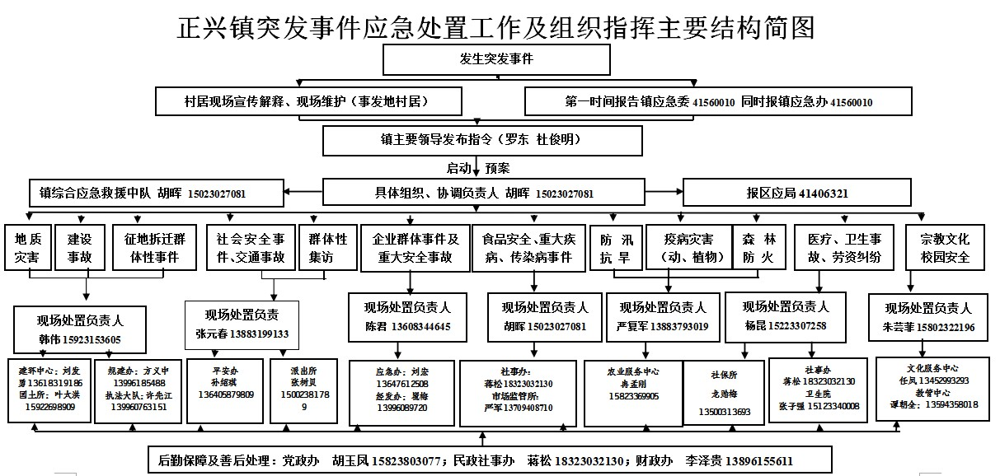 正兴镇突发事件应急处置工作及组织指挥主要结构简图
发生突发事件
村居现场宣传解释、现场维护（事发地村居）
第一时间报告镇应急委 41560010 同时报镇应急办 41560010
镇主要领导发布指令（罗东 杜俊明）
启动 预案
镇综合应急救援中队 胡晖 15023027081
具体组织、协调负责人 胡晖 15023027081
报区应局 41406321
地质
灾害
建设
事故
征地拆迁群
体性事件
社会安全事
件、交通事故
群体性
集访
企业群体事件及
重大安全事故
食品安全、重大疾
病、传染病事件
防 汛
抗 旱
疫病灾害
（动、植物）
森 林
防 火
医疗、卫生事
故、劳资纠纷
宗教文化
校园安全
现场处置负责人
韩伟 15923153605
现场处置负责
张元春 13883199133
现场处置负责人
陈君 13608344645
现场处置负责人
胡晖 15023027081
现场处置负责人
严复军 13883793019
现场处置负责人
杨昆 15223307258
现场处置负责人
朱芸菲 15802322196
建环中心：刘发
勇 13618319186
国土所：叶大洪
15922698909
规建办：方义中
13996185488
执法大队：许先江
139960763151
平安办
孙绍琪
136405879809
派出所
张树贝
1500238178
9
应急办：刘宏
13647612508
经发办：瞿梅
13996089720
社事办：
蒋松 18323032130
市场监管所：
严军 13709408710
农业服务中心
冉孟刚
15823369905
社保所
龙贻梅
13500313693
社事办
蒋松 18323032130
卫生院
张子强 15123340008
文化服务中心
任凤 13452993293
教管中心
谭朝全：13594358018
后勤保障及善后处理：党政办 胡玉凤 15823803077；民政社事办 蒋松 18323032130；财政办 李泽贵 13896155611